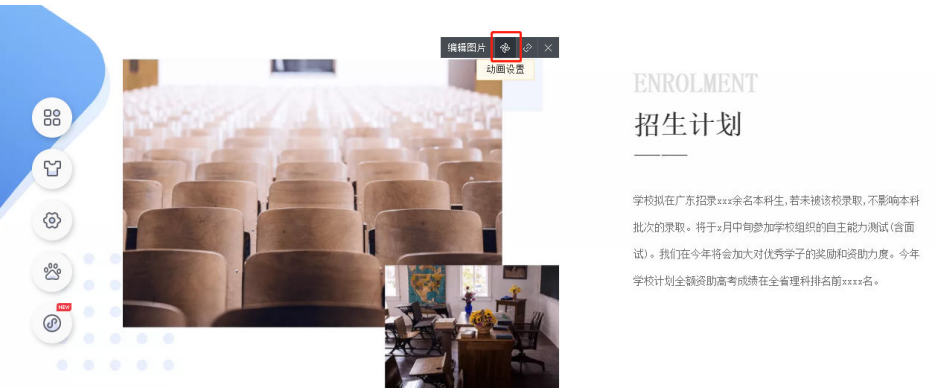 编辑图片
动画设置
NEW
ENROLMENT
招生计划
学校拟在广东招录xxx余名本科生,若未被该校录取,不影响本科
批次的录取。将于x月中旬参加学校组织的自主能力测试(含面
试)。我们在今年将会加大对优秀学子的奖励和资助力度。今年
学校计划全额资助高考成绩在全省理科排名前xxxx名。